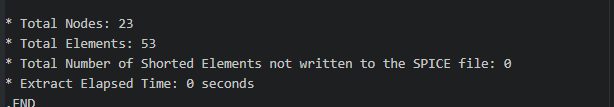 * Total Nodes: 23
* Total Elements: 53
* Total Number of Shorted Elements not written to the SPICE file: 0
* Extract Elapsed Time: 0 seconds
.END